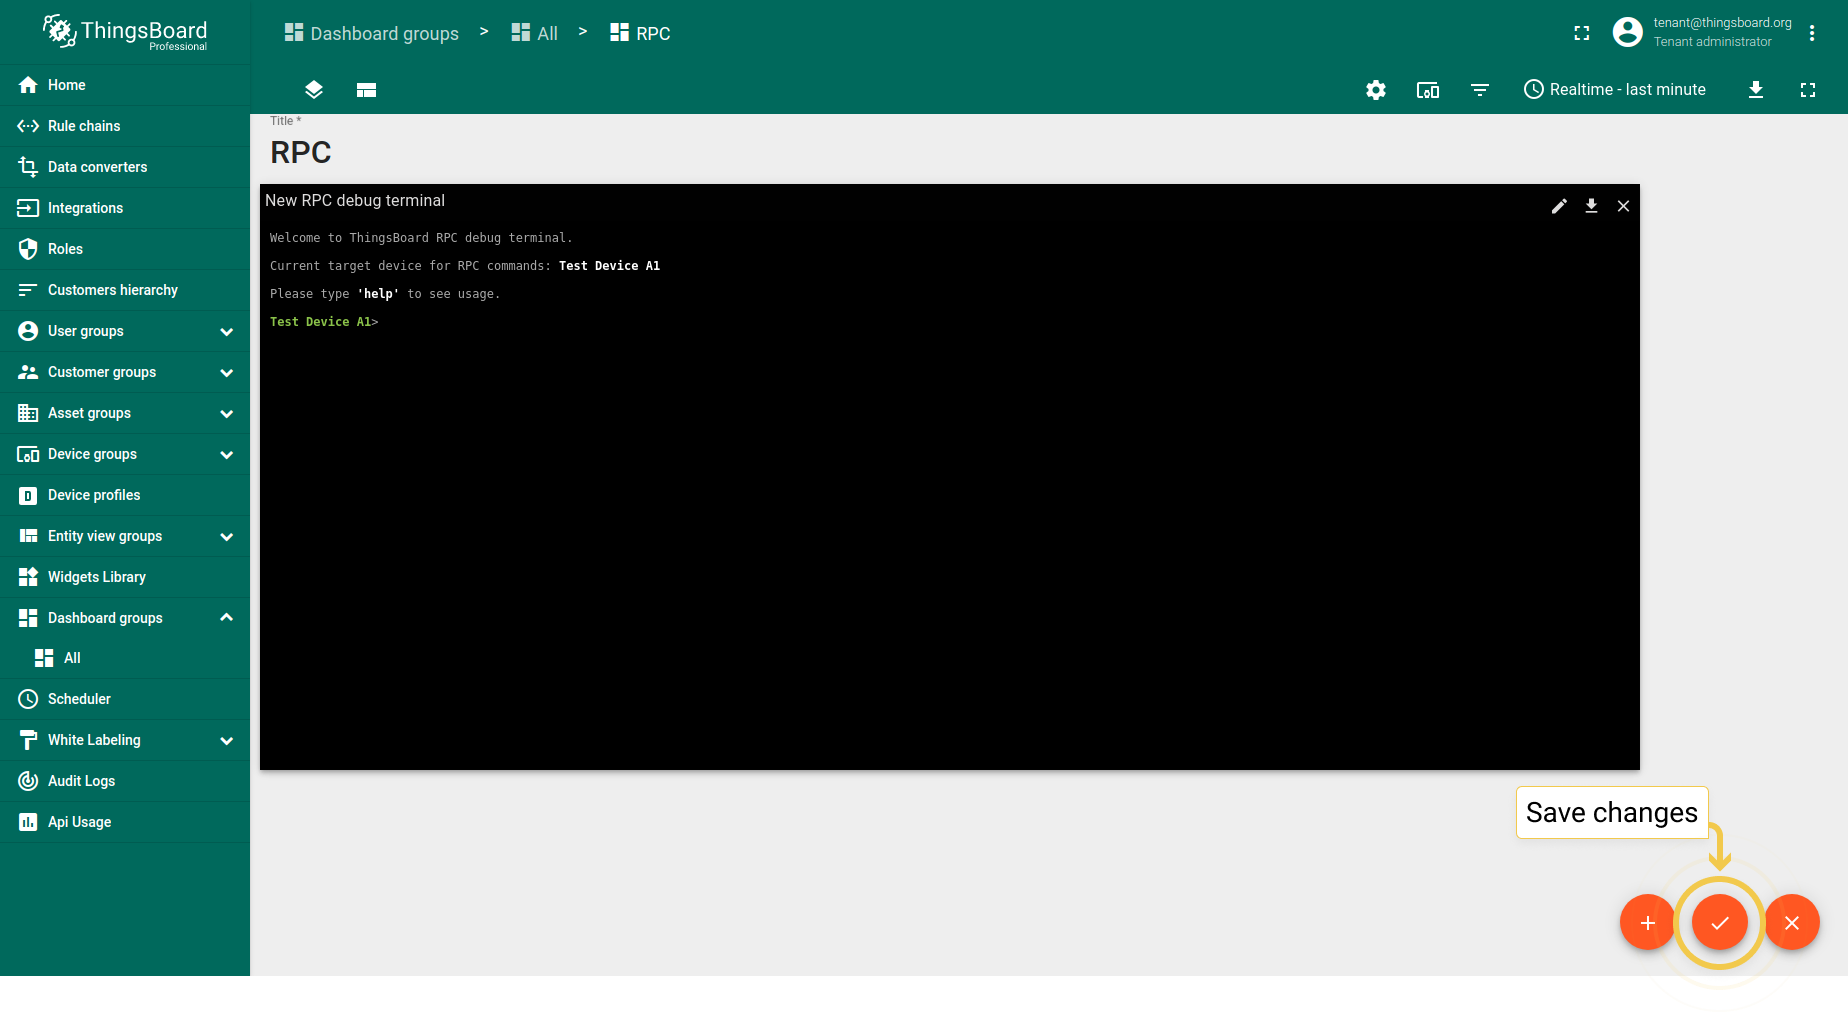 ThingsBoard
Professional
Dashboard groups > All > RPC
tenant@thingsboard.org
Tenant administrator
Realtime - last minute
Home
Rule chains
Data converters
Integrations
Roles
Customers hierarchy
User groups
Customer groups
Asset groups
Device groups
Device profiles
Entity view groups
Widgets Library
Dashboard groups
All
Scheduler
White Labeling
Audit Logs
Api Usage
Title *
RPC
New RPC debug terminal
Welcome to ThingsBoard RPC debug terminal.
Current target device for RPC commands: Test Device A1
Please type 'help' to see usage.
Test Device A1>
Save changes